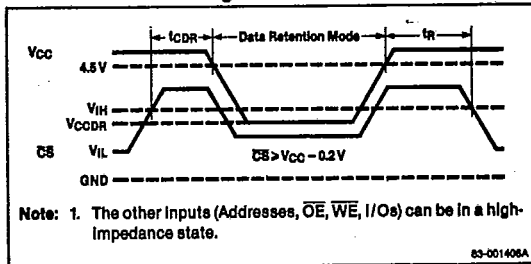 tCDR Data Retention Mode tR
VCC
4.5 V
VIH
VCCDR
CS VIL CS ≥ VCC – 0.2 V
GND
Note: 1. The other inputs (Addresses, OE, WE, I/Os) can be in a high-
impedance state.
83-001406A